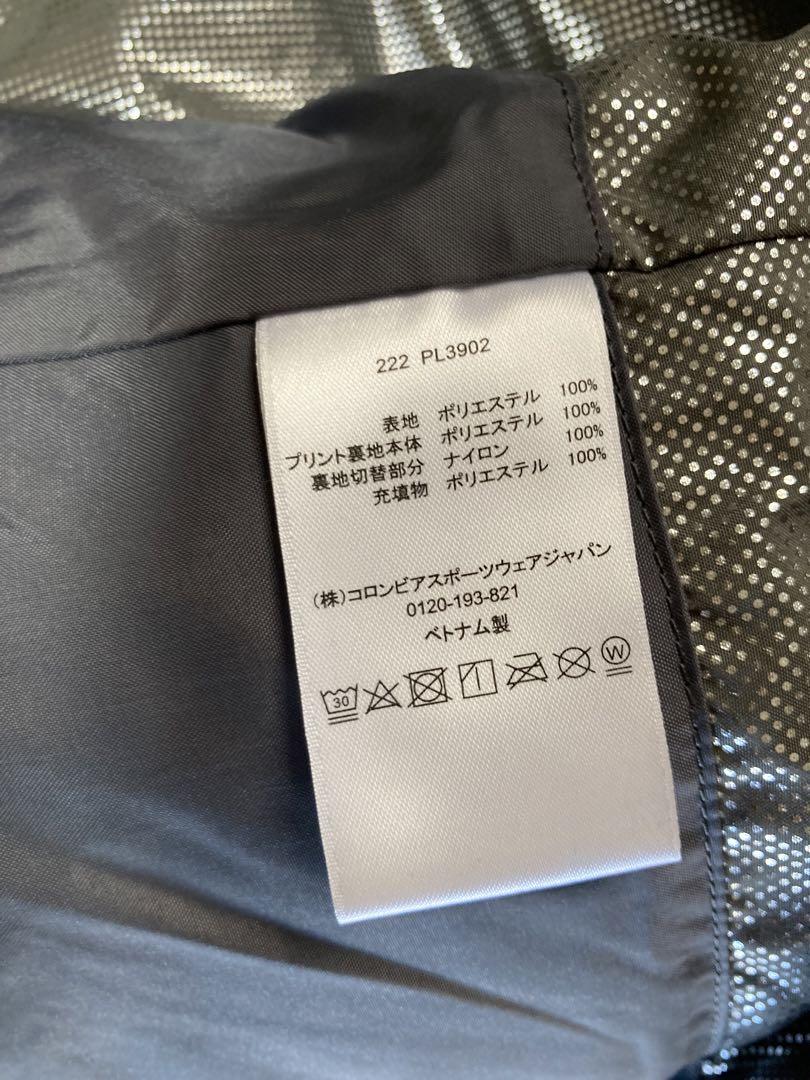 222 PL3902
表地 ポリエステル 100%
プリント裏地本体 ポリエステル 100%
裏地切替部分 ナイロン 100%
充填物 ポリエステル 100%
(株)コロンビアスポーツウェアジャパン
0120-193-821
ベトナム製
30 W